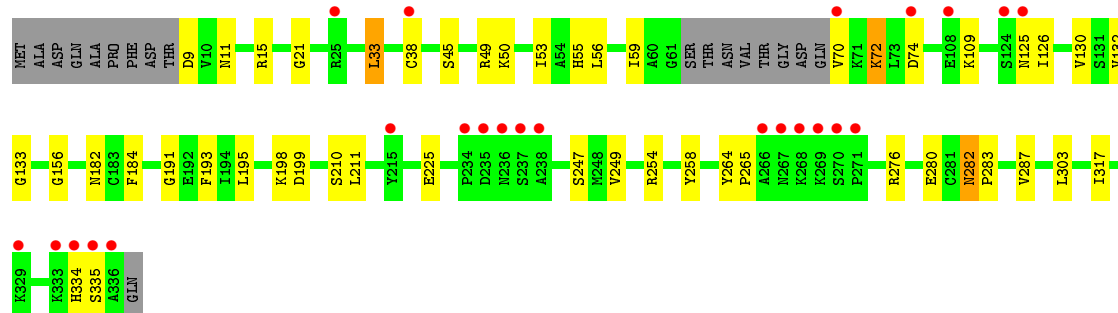 MET ALA ASP GLN ALA PRO PHE ASP THR D9 V10 N11 R15 G21 R25 L33 C38 S45 R49 K50 I53 A54 H55 L56 I59 A60 G61 SER THR ASN VAL THR GLY ASP GLN V70 K71 K72 L73 D74 E108 K109 S124 N125 I126 V130 S131 V132
G133 G156 N182 C183 F184 G191 E192 F193 I194 L195 K198 D199 S210 L211 Y215 E225 P234 D235 N236 S237 A238 S247 M248 V249 R254 Y258 Y264 P265 A266 N267 K268 K269 S270 P271 R276 E280 C281 N282 P283 V287 L303 I317
K329 K333 H334 S335 A336 GLN